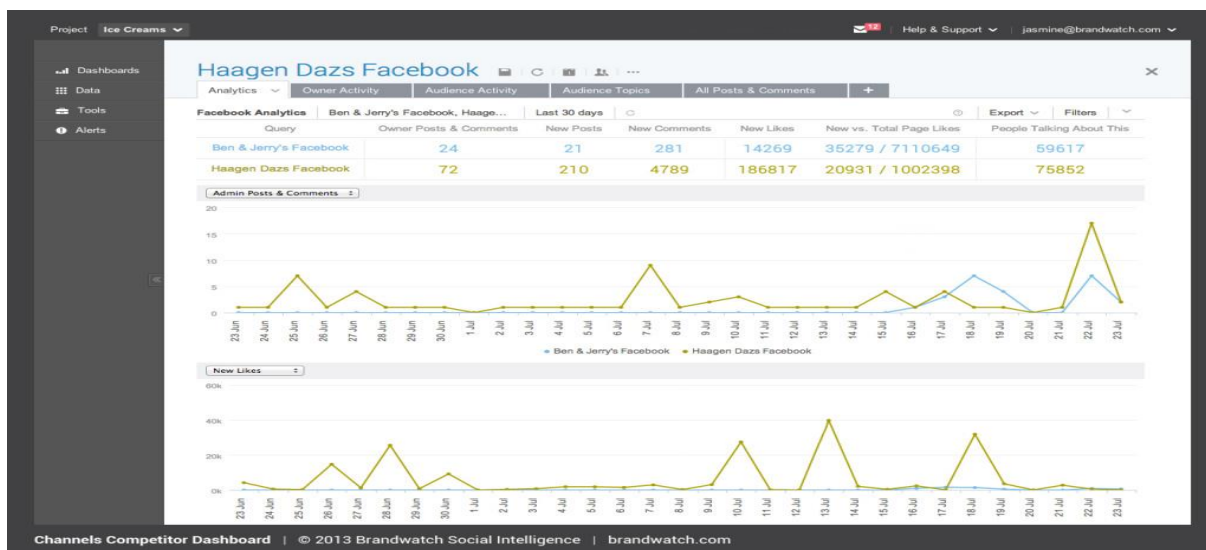 Project Ice Creams 12 Help & Support jasmine@brandwatch.com
Dashboards
Data
Tools
Alerts
Haagen Dazs Facebook ...
Analytics Owner Activity Audience Activity Audience Topics All Posts & Comments +
Facebook Analytics Ben & Jerry's Facebook, Haage... Last 30 days Export Filters
Query Owner Posts & Comments New Posts New Comments New Likes New vs. Total Page Likes People Talking About This
Ben & Jerry's Facebook 24 21 281 14269 35279 / 7110649 59617
Haagen Dazs Facebook 72 210 4789 186817 20931 / 1002398 75852
Admin Posts & Comments
20
15
10
5
0
23 Jun 24 Jun 25 Jun 26 Jun 27 Jun 28 Jun 29 Jun 30 Jun 1 Jul 2 Jul 3 Jul 4 Jul 5 Jul 6 Jul 7 Jul 8 Jul 9 Jul 10 Jul 11 Jul 12 Jul 13 Jul 14 Jul 15 Jul 16 Jul 17 Jul 18 Jul 19 Jul 20 Jul 21 Jul 22 Jul 23 Jul
Ben & Jerry's Facebook Haagen Dazs Facebook
New Likes
60k
40k
20k
0k
23 Jun 24 Jun 25 Jun 26 Jun 27 Jun 28 Jun 29 Jun 30 Jun 1 Jul 2 Jul 3 Jul 4 Jul 5 Jul 6 Jul 7 Jul 8 Jul 9 Jul 10 Jul 11 Jul 12 Jul 13 Jul 14 Jul 15 Jul 16 Jul 17 Jul 18 Jul 19 Jul 20 Jul 21 Jul 22 Jul 23 Jul
Channels Competitor Dashboard | © 2013 Brandwatch Social Intelligence | brandwatch.com